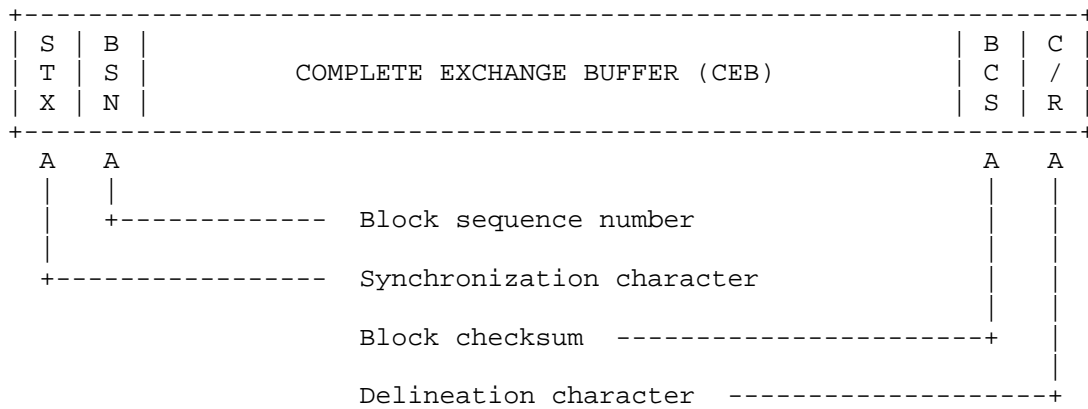 +------------------------------------------------------------------+
| S | B |                                                  | B | C |
| T | S |         COMPLETE EXCHANGE BUFFER (CEB)           | C | / |
| X | N |                                                  | S | R |
+------------------------------------------------------------------+
  A   A                                                      A   A
  |   |                                                      |   |
  |   +-------------  Block sequence number                  |   |
  |                                                          |   |
  +-----------------  Synchronization character              |   |
                                                             |   |
                      Block checksum  -----------------------+   |
                                                                 |
                      Delineation character  --------------------+